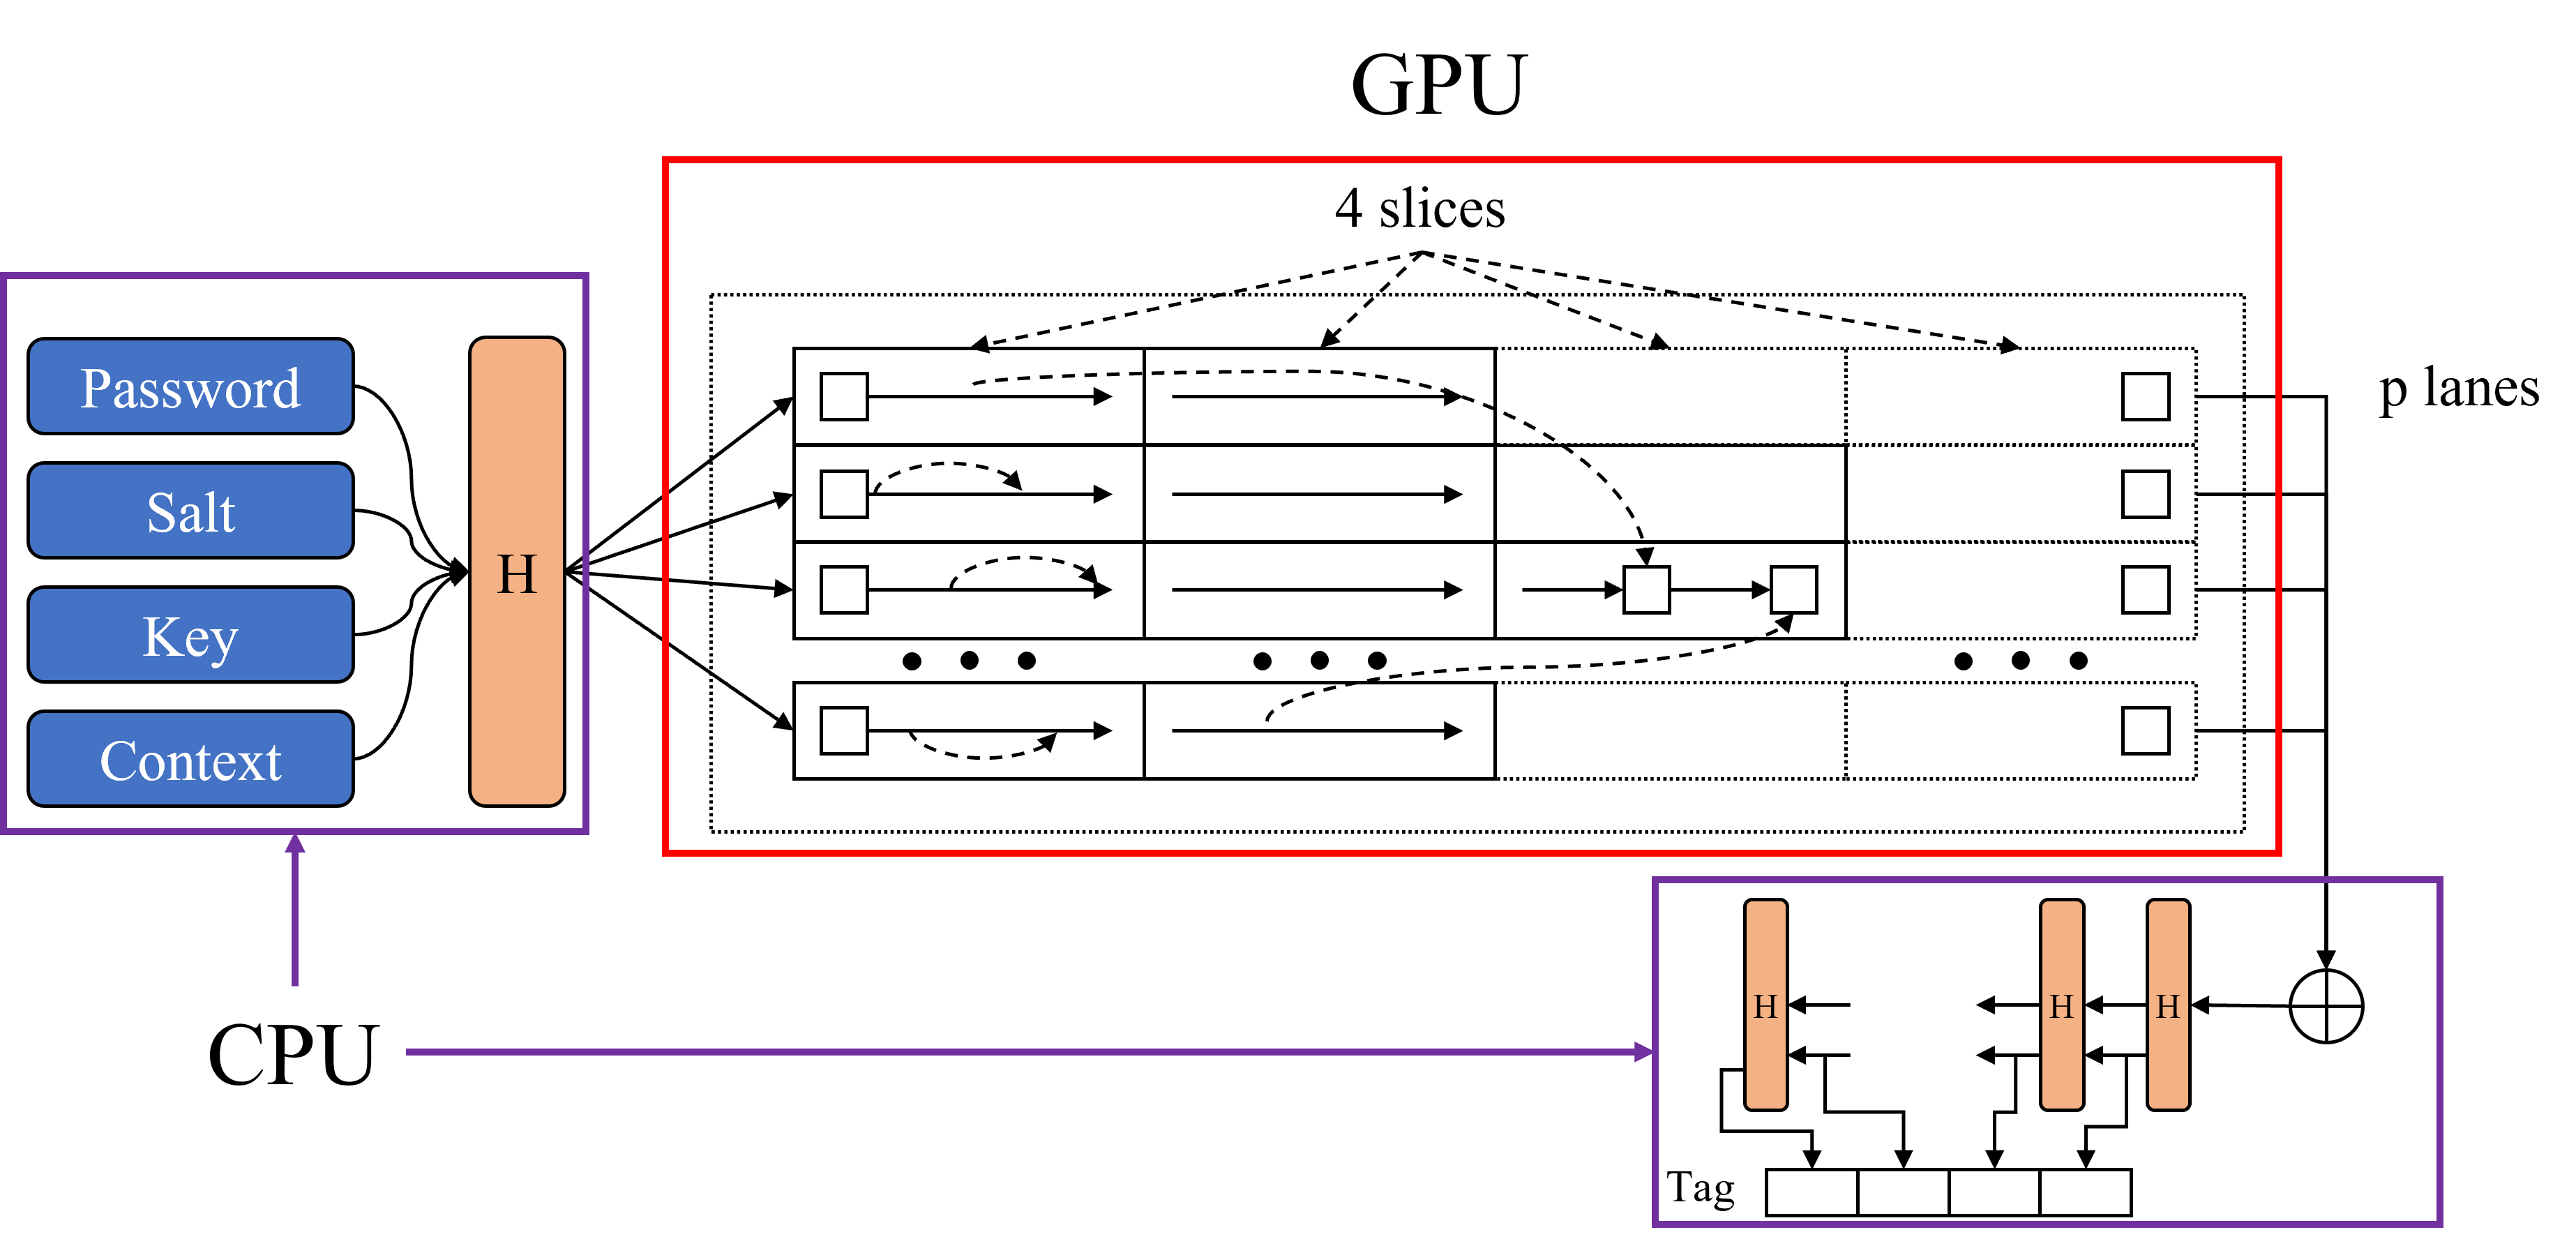 GPU
4 slices
p lanes
Password
Salt
Key
Context
H
CPU
H
H
H
Tag